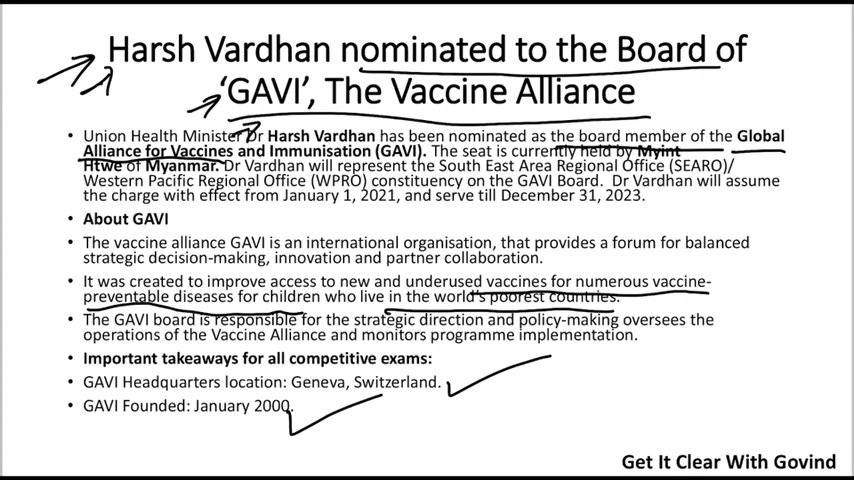 Harsh Vardhan nominated to the Board of
‘GAVI’, The Vaccine Alliance
• Union Health Minister Dr Harsh Vardhan has been nominated as the board member of the Global
Alliance for Vaccines and Immunisation (GAVI). The seat is currently held by Myint
Htwe of Myanmar. Dr Vardhan will represent the South East Area Regional Office (SEARO)/
Western Pacific Regional Office (WPRO) constituency on the GAVI Board. Dr Vardhan will assume
the charge with effect from January 1, 2021, and serve till December 31, 2023.
• About GAVI
• The vaccine alliance GAVI is an international organisation, that provides a forum for balanced
strategic decision-making, innovation and partner collaboration.
• It was created to improve access to new and underused vaccines for numerous vaccine-
preventable diseases for children who live in the world’s poorest countries.
• The GAVI board is responsible for the strategic direction and policy-making oversees the
operations of the Vaccine Alliance and monitors programme implementation.
• Important takeaways for all competitive exams:
• GAVI Headquarters location: Geneva, Switzerland.
• GAVI Founded: January 2000.
Get It Clear With Govind